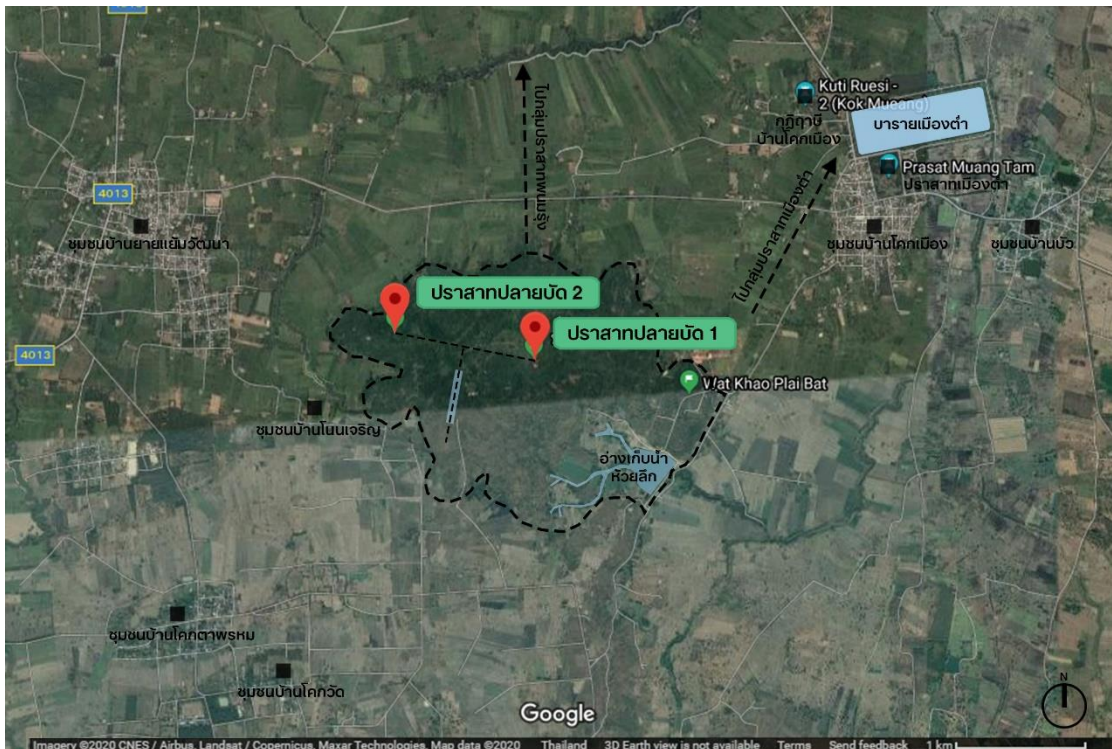 4013
Kuti Ruesi -
2 (Kok Mueang)
กุฏิฤาษี
บ้านโคกเมือง
บารายเมืองต่ำ
Prasat Muang Tam
ปราสาทเมืองต่ำ
ไปกลุ่มปราสาทพนมรุ้ง
ไปกลุ่มปราสาทเมืองต่ำ
4013
ชุมชนบ้านยายแย้มวัฒนา
ชุมชนบ้านโคกเมือง
ชุมชนบ้านบัว
ปราสาทปลายบัด 2
ปราสาทปลายบัด 1
4013
Wat Khao Plai Bat
ชุมชนบ้านโนนเจริญ
อ่างเก็บน้ำ
ห้วยลึก
ชุมชนบ้านโคกตาพรหม
ชุมชนบ้านโคกวัด
N
Google
Imagery ©2020 CNES / Airbus, Landsat / Copernicus, Maxar Technologies, Map data ©2020 Thailand 3D Earth view is not available Terms Send feedback 1 km